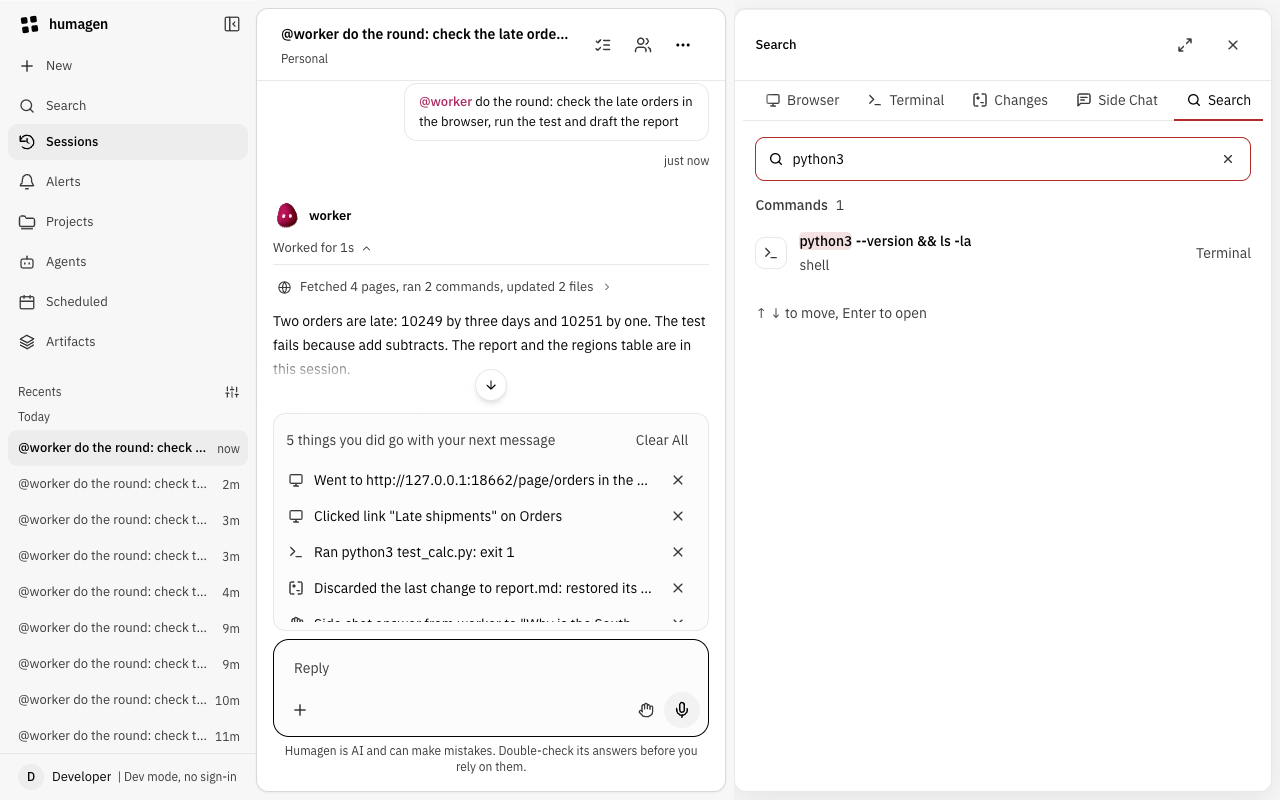 humagen
New
Search
Sessions
Alerts
Projects
Agents
Scheduled
Artifacts
Recents
Today
@worker do the round: check ... now
@worker do the round: check t... 2m
@worker do the round: check t... 3m
@worker do the round: check t... 3m
@worker do the round: check t... 4m
@worker do the round: check t... 9m
@worker do the round: check t... 9m
@worker do the round: check t... 10m
@worker do the round: check t... 11m
D Developer | Dev mode, no sign-in
@worker do the round: check the late orde...
Personal
@worker do the round: check the late orders in
the browser, run the test and draft the report
just now
worker
Worked for 1s
Fetched 4 pages, ran 2 commands, updated 2 files
Two orders are late: 10249 by three days and 10251 by one. The test
fails because add subtracts. The report and the regions table are in
this session.
5 things you did go with your next message Clear All
Went to http://127.0.0.1:18662/page/orders in the ...
Clicked link "Late shipments" on Orders
Ran python3 test_calc.py: exit 1
Discarded the last change to report.md: restored its ...
Side chat answer from worker to "Why is the South
Reply
Humagen is AI and can make mistakes. Double-check its answers before you
rely on them.
Search
Browser Terminal Changes Side Chat Search
python3
Commands 1
python3 --version && ls -la
shell
Terminal
↑ ↓ to move, Enter to open